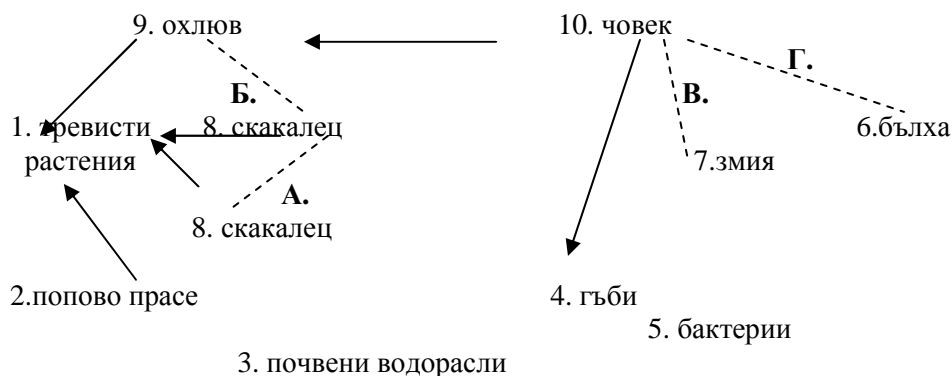 9. охлюв 10. човек
Г.
Б. В.
1. тревисти 8. скакалец 6.бълха
растения 7.змия
А.
8. скакалец
2.попово прасе 4. гъби
5. бактерии
3. почвени водорасли